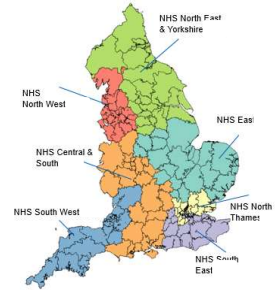 NHS North East
& Yorkshire
NHS
North West
NHS East
NHS Central &
South
NHS South West
NHS North
Thames
NHS South
East